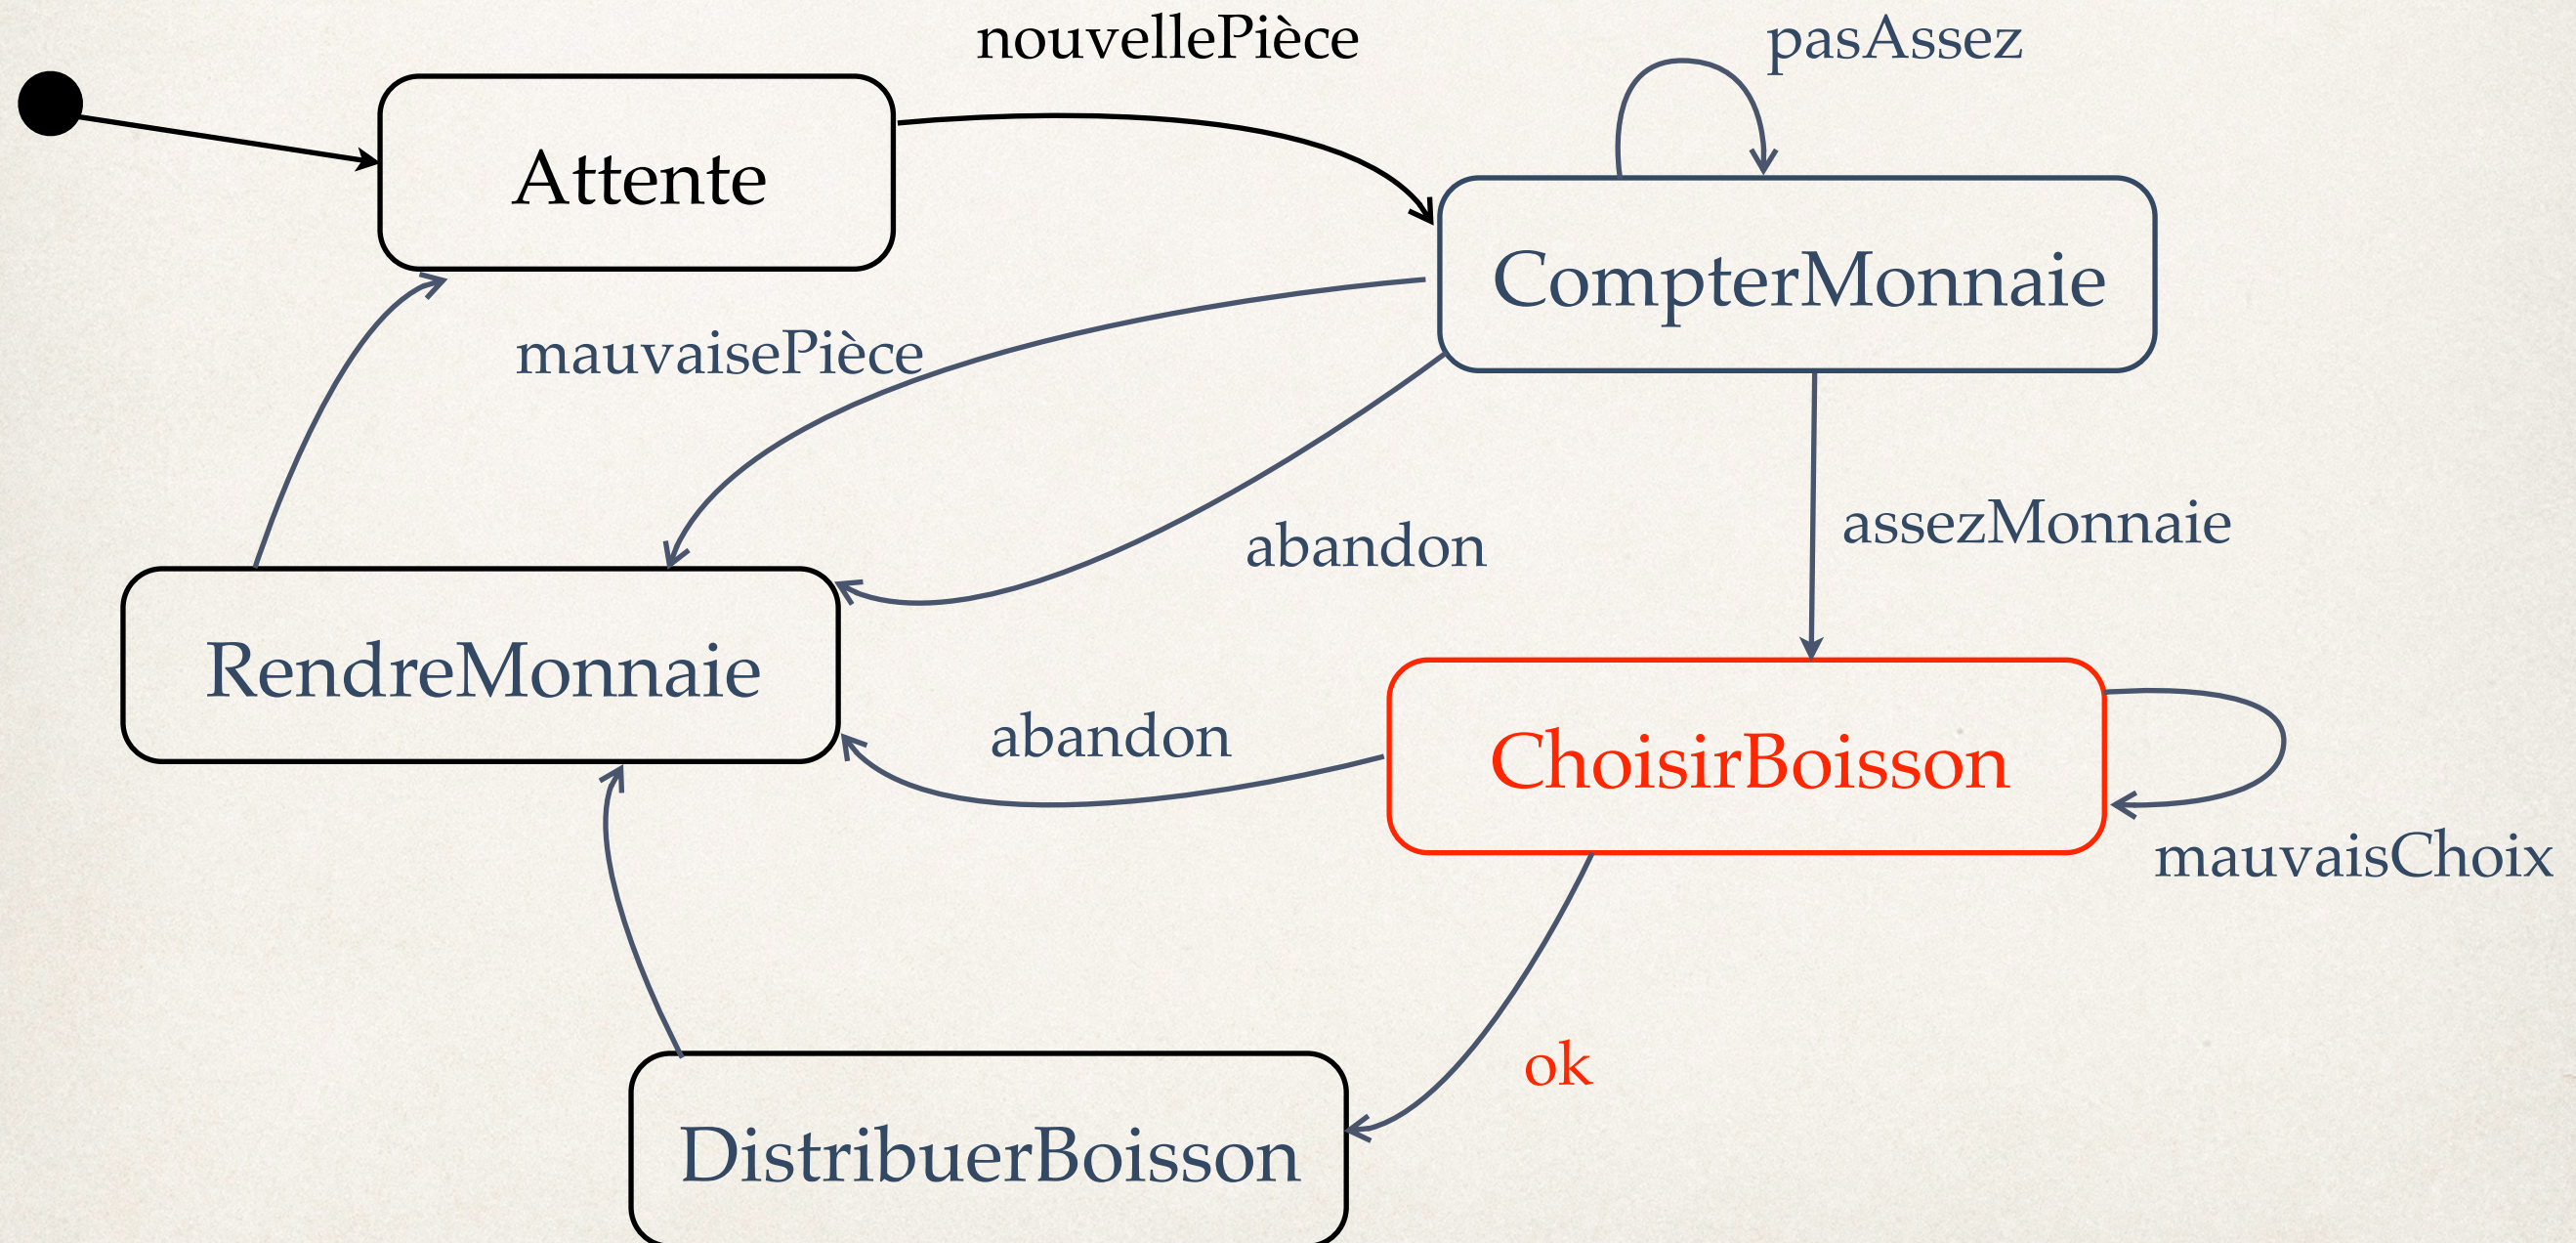 nouvellePièce
pasAssez
Attente
CompterMonnaie
mauvaisePièce
assezMonnaie
abandon
RendreMonnaie
abandon
ChoisirBoisson
mauvaisChoix
ok
DistribuerBoisson